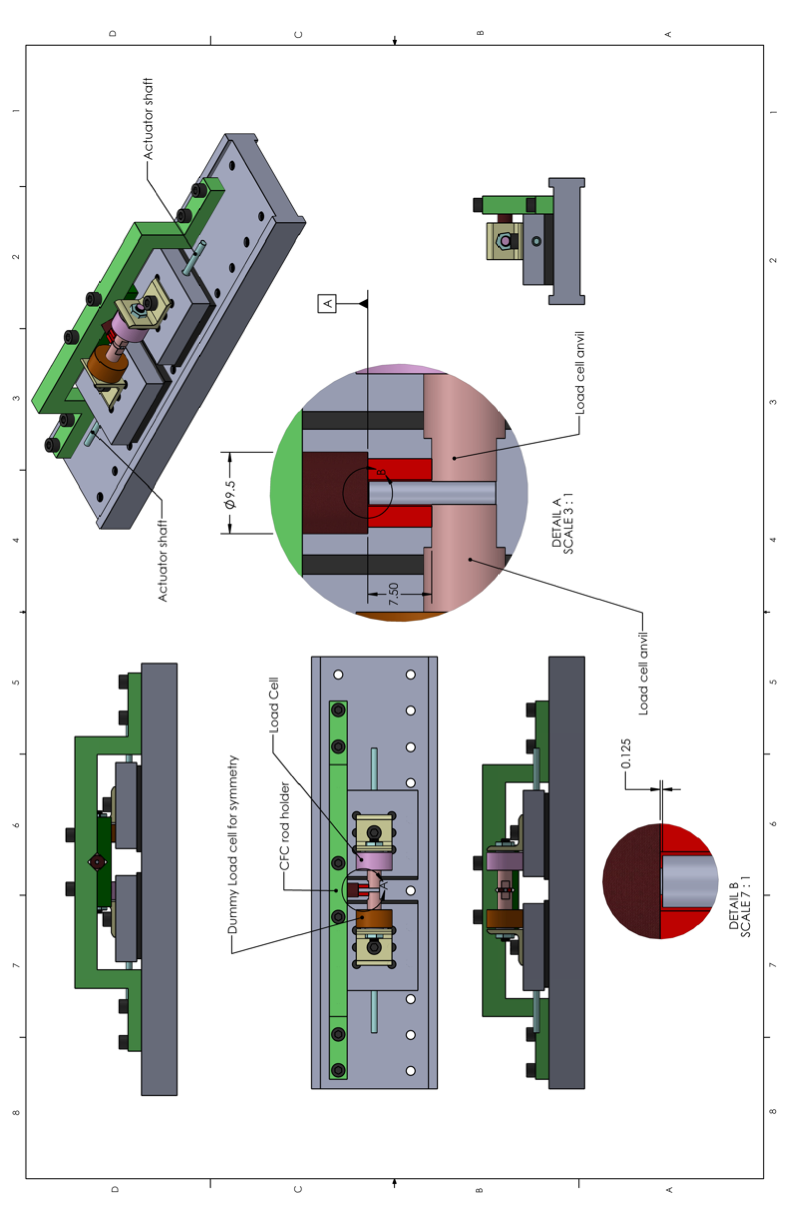 D
C
B
A
1
2
3
4
5
6
7
8
1
2
3
4
5
6
7
8
D
C
B
A
Actuator shaft
Actuator shaft
A
Ø9.5
B
7.50
Load cell anvil
Load cell anvil
DETAIL A
SCALE 3 : 1
Load Cell
CFC rod holder
Dummy Load cell for symmetry
A
0.125
DETAIL B
SCALE 7 : 1